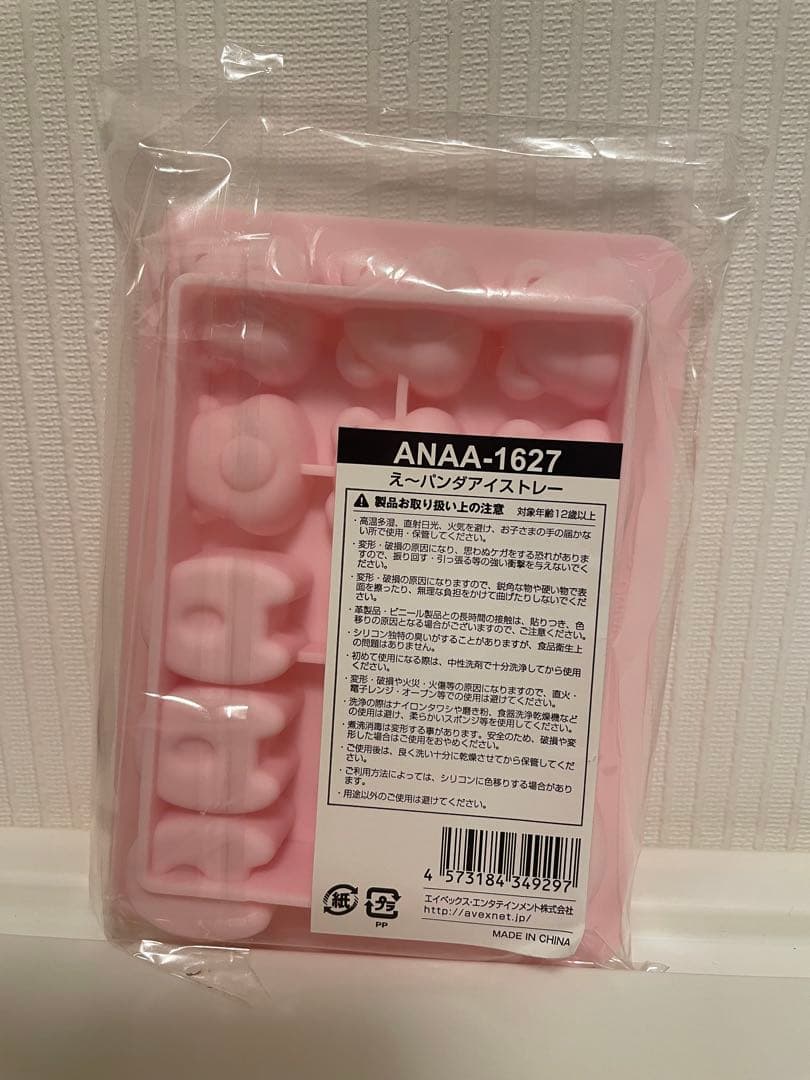 ANAA-1627
え〜パンダアイストレー
製品お取り扱い上の注意 対象年齢12歳以上
・高温多湿、直射日光、火気を避け、お子さまの手の届かな
い所で使用・保管してください。
・変形・破損の原因になり、思わぬケガをする恐れがありま
すので、振り回す・引っ張る等の強い衝撃を与えないでく
ださい。
・変形・破損の原因になりますので、鋭角な物や硬い物で表
面を擦ったり、無理な負担をかけて曲げたりしないでくだ
さい。
・革製品・ビニール製品との長時間の接触は、貼りつき、色
移りの原因となる場合がございますので、ご注意ください。
・シリコン独特の臭いがすることがありますが、食品衛生上
の問題はありません。
・初めて使用になる際は、中性洗剤で十分洗浄してから使用
ください。
・変形・破損や火災・火傷等の原因になりますので、直火・
電子レンジ・オーブン等での使用は避けてください。
・洗浄の際はナイロンタワシや磨き粉、食器洗浄乾燥機など
の使用は避け、柔らかいスポンジ等を使用してください。
・煮沸消毒は変形する事があります。安全のため、破損や変
形した場合はご使用をおやめください。
・ご使用後は、良く洗い十分に乾燥させてから保管してくだ
さい。
・ご利用方法によっては、シリコンに色移りする場合があり
ます。
・用途以外のご使用は避けてください。
4 573184 349297
紙
プラ
PP
エイベックス・エンタテインメント株式会社
http://avexnet.jp/
MADE IN CHINA